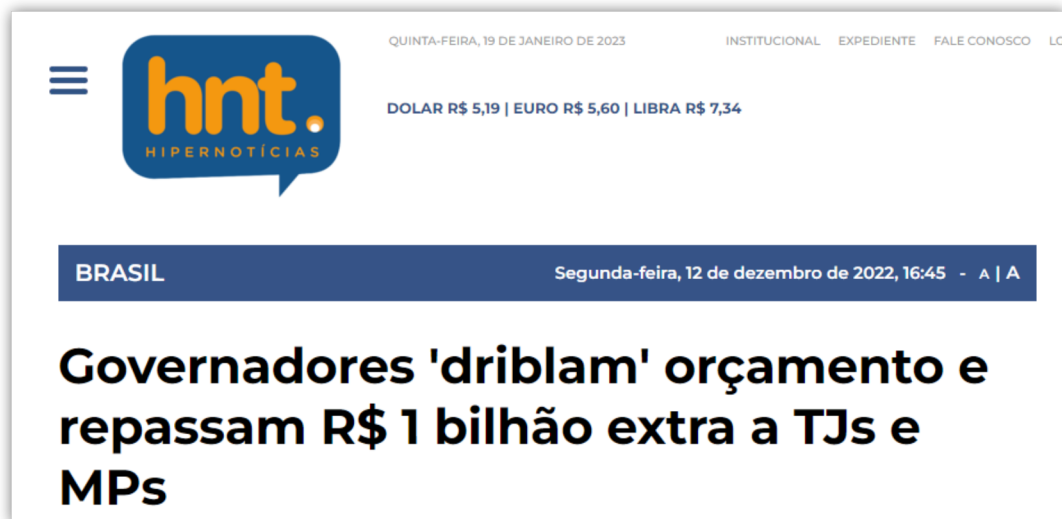 QUINTA-FEIRA, 19 DE JANEIRO DE 2023 INSTITUCIONAL EXPEDIENTE FALE CONOSCO
hnt.
HIPERNOTÍCIAS
DOLAR R$ 5,19 | EURO R$ 5,60 | LIBRA R$ 7,34
BRASIL Segunda-feira, 12 de dezembro de 2022, 16:45 - A | A
Governadores 'driblam' orçamento e
repassam R$ 1 bilhão extra a TJs e
MPs